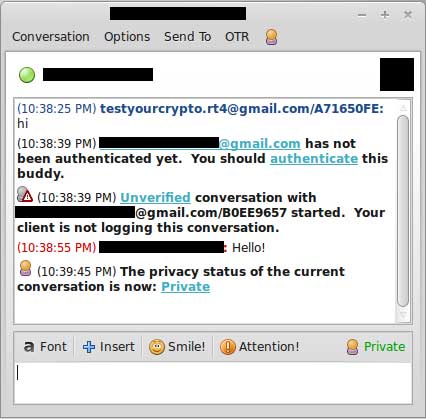 Conversation Options Send To OTR
(10:38:25 PM) testyourcrypto.rt4@gmail.com/A71650FE:
hi
(10:38:39 PM) @gmail.com has not
been authenticated yet. You should authenticate this
buddy.
(10:38:39 PM) Unverified conversation with
@gmail.com/B0EE9657 started. Your
client is not logging this conversation.
(10:38:55 PM) : Hello!
(10:39:45 PM) The privacy status of the current
conversation is now: Private
a Font Insert Smile! Attention! Private